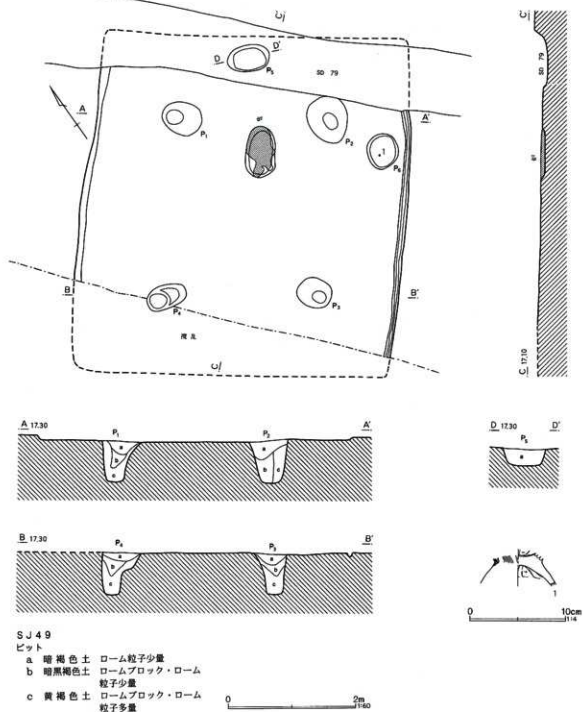 C'
D
D'
P5
SD 79
C'
SD 79
A
A'
P1
P2
1
P6
B
B'
P4
P3
攪乱
C
C 17.10
A 17.30
P1
P2
A'
D 17.30
D'
P5
a
a
b
c
a
b
c
B 17.30
P4
P3
B'
a
b
c
a
b
c
1
0
10cm
1:4
SJ49
ピット
a 暗褐色土 ローム粒子少量
b 暗黒褐色土 ロームブロック・ローム
粒子少量
c 黄褐色土 ロームブロック・ローム
粒子多量
0
2m
1:60